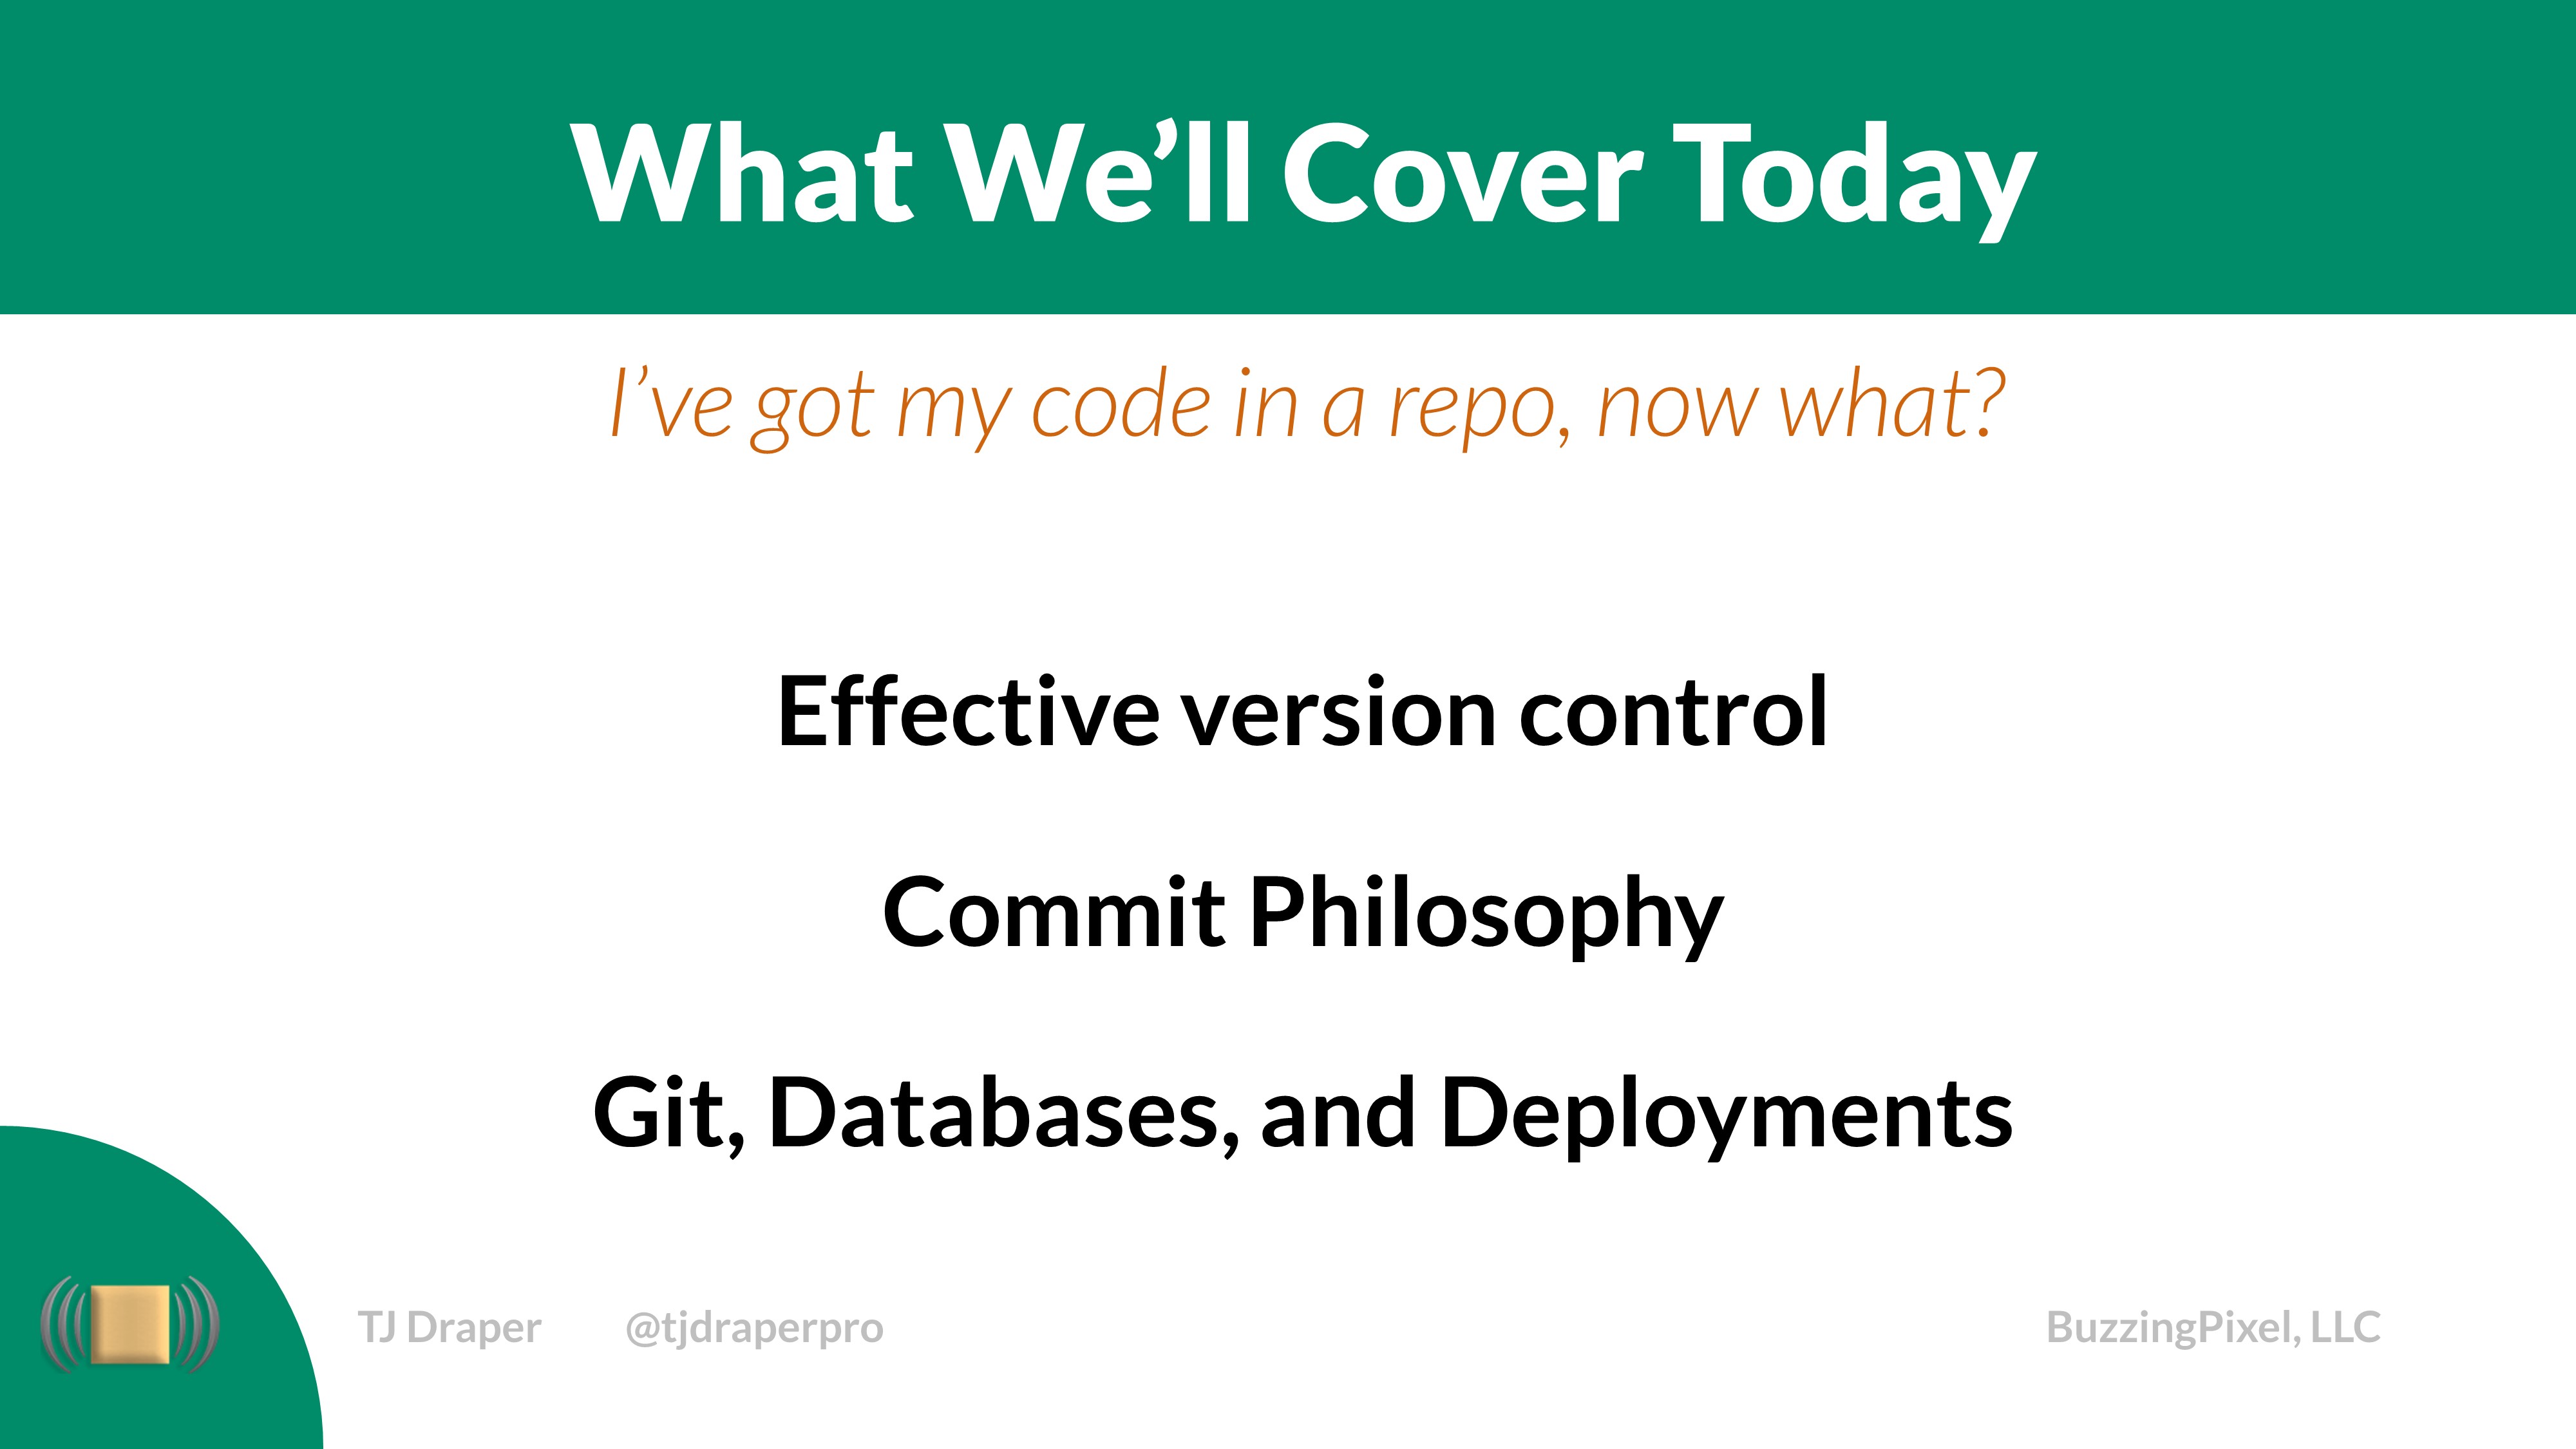 What We’ll Cover Today
I’ve got my code in a repo, now what?
Effective version control
Commit Philosophy
Git, Databases, and Deployments
TJ Draper @tjdraperpro BuzzingPixel, LLC